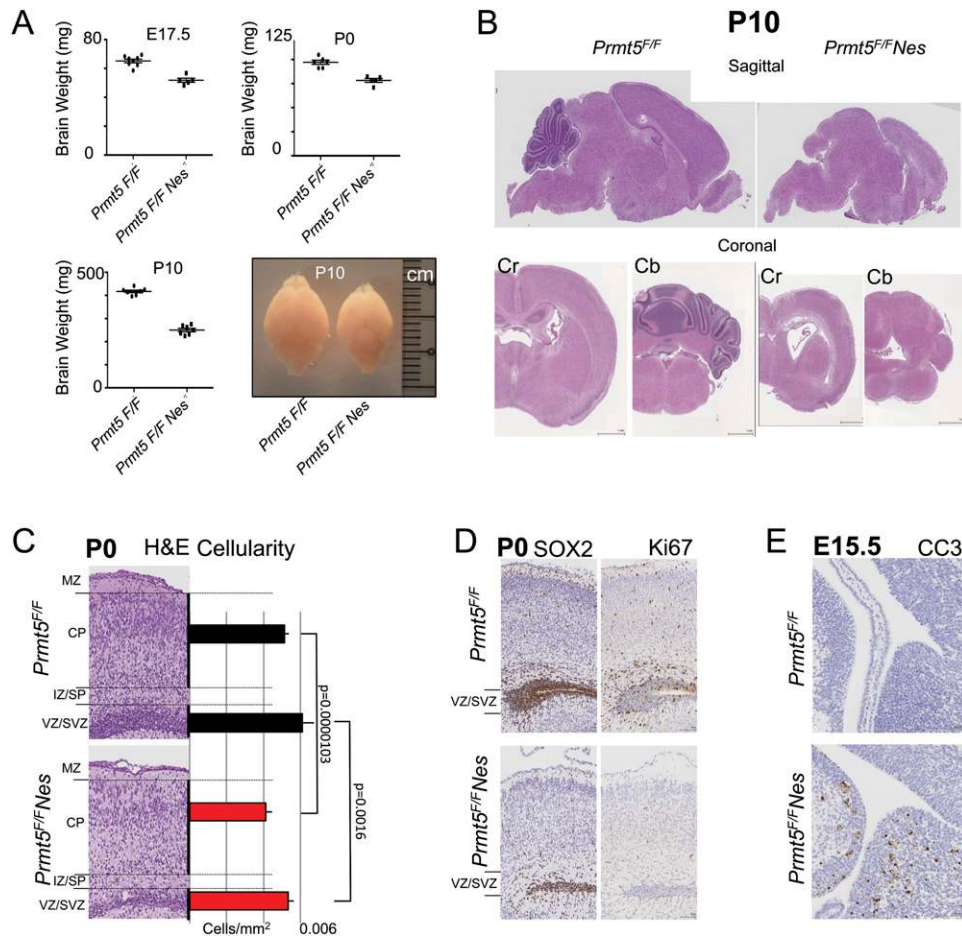 A
E17.5
80
0
Brain Weight (mg)
Prmt5 F/F
Prmt5 F/F Nes
P0
125
0
Brain Weight (mg)
Prmt5 F/F
Prmt5 F/F Nes
P10
500
0
Brain Weight (mg)
Prmt5 F/F
Prmt5 F/F Nes
P10
cm
Prmt5 F/F
Prmt5 F/F Nes
B
P10
Prmt5F/F
Prmt5F/FNes
Sagittal
Coronal
Cr
Cb
Cr
Cb
C
P0
H&E
Cellularity
Prmt5F/F
MZ
CP
IZ/SP
VZ/SVZ
Prmt5F/FNes
MZ
CP
IZ/SP
VZ/SVZ
p=0.0000103
p=0.0016
Cells/mm²
0.006
D
P0 SOX2
Ki67
Prmt5F/F
VZ/SVZ
Prmt5F/FNes
VZ/SVZ
E
E15.5
CC3
Prmt5F/F
Prmt5F/FNes